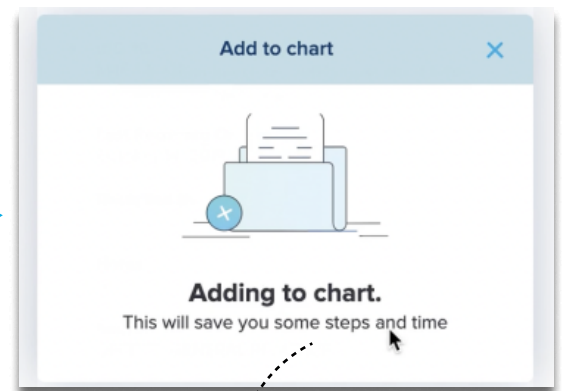 Add to chart
Adding to chart.
This will save you some steps and time